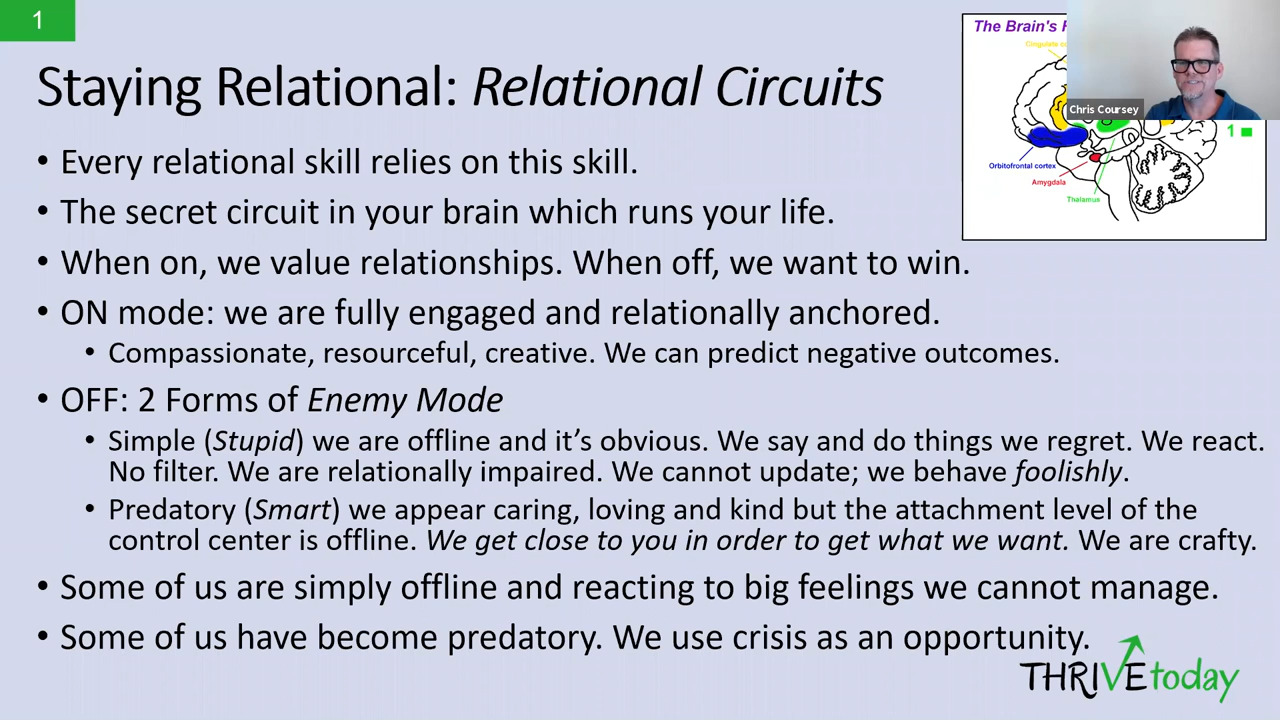 1
Staying Relational: Relational Circuits
• Every relational skill relies on this skill.
• The secret circuit in your brain which runs your life.
• When on, we value relationships. When off, we want to win.
• ON mode: we are fully engaged and relationally anchored.
• Compassionate, resourceful, creative. We can predict negative outcomes.
• OFF: 2 Forms of Enemy Mode
• Simple (Stupid) we are offline and it’s obvious. We say and do things we regret. We react.
No filter. We are relationally impaired. We cannot update; we behave foolishly.
• Predatory (Smart) we appear caring, loving and kind but the attachment level of the
control center is offline. We get close to you in order to get what we want. We are crafty.
• Some of us are simply offline and reacting to big feelings we cannot manage.
• Some of us have become predatory. We use crisis as an opportunity.
The Brain's
Chris Coursey
1
Orbitofrontal cortex
Amygdala
Thalamus
THRIVEtoday